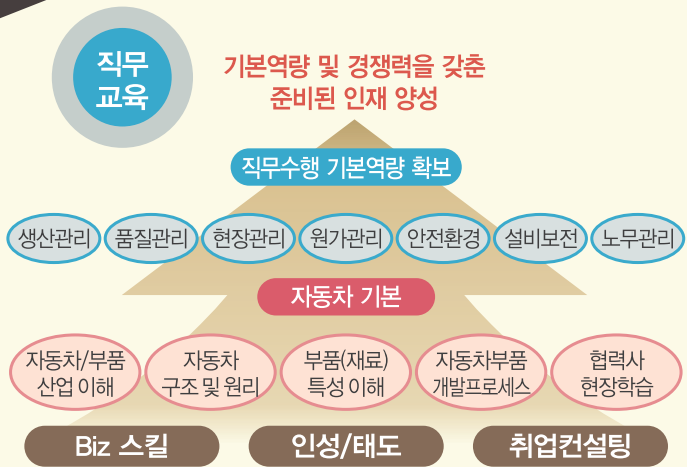 직무
교육
기본역량 및 경쟁력을 갖춘
준비된 인재 양성
직무수행 기본역량 확보
생산관리 품질관리 현장관리 원가관리 안전환경 설비보전 노무관리
자동차 기본
자동차/부품
산업 이해
자동차
구조 및 원리
부품(재료)
특성 이해
자동차부품
개발프로세스
협력사
현장학습
Biz 스킬 인성/태도 취업컨설팅